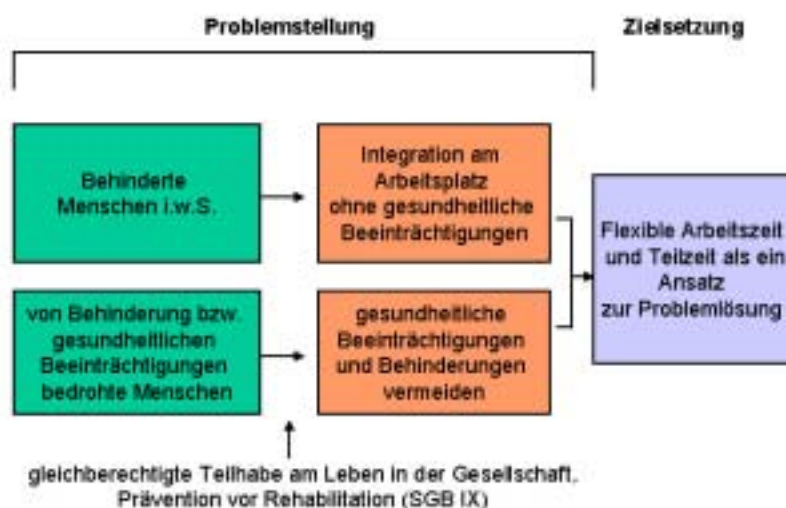 Problemstellung
Zielsetzung
Behinderte
Menschen i.w.S.
Integration am
Arbeitsplatz
ohne gesundheitliche
Beeinträchtigungen
von Behinderung bzw.
gesundheitlichen
Beeinträchtigungen
bedrohte Menschen
gesundheitliche
Beeinträchtigungen
und Behinderungen
vermeiden
Flexible Arbeitszeit
und Teilzeit als ein
Ansatz
zur Problemlösung
gleichberechtigte Teilhabe am Leben in der Gesellschaft,
Prävention vor Rehabilitation (SGB IX)